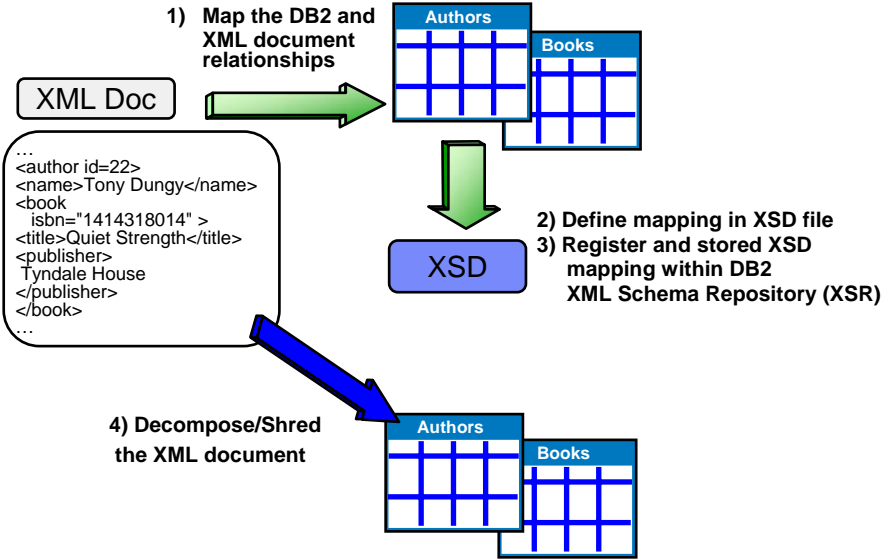 1) Map the DB2 and
XML document
relationships
Authors
Books
XML Doc
…
<author id=22>
<name>Tony Dungy</name>
<book
isbn="1414318014" >
<title>Quiet Strength</title>
<publisher>
Tyndale House
</publisher>
</book>
…
XSD
2) Define mapping in XSD file
3) Register and stored XSD
mapping within DB2
XML Schema Repository (XSR)
4) Decompose/Shred
the XML document
Authors
Books